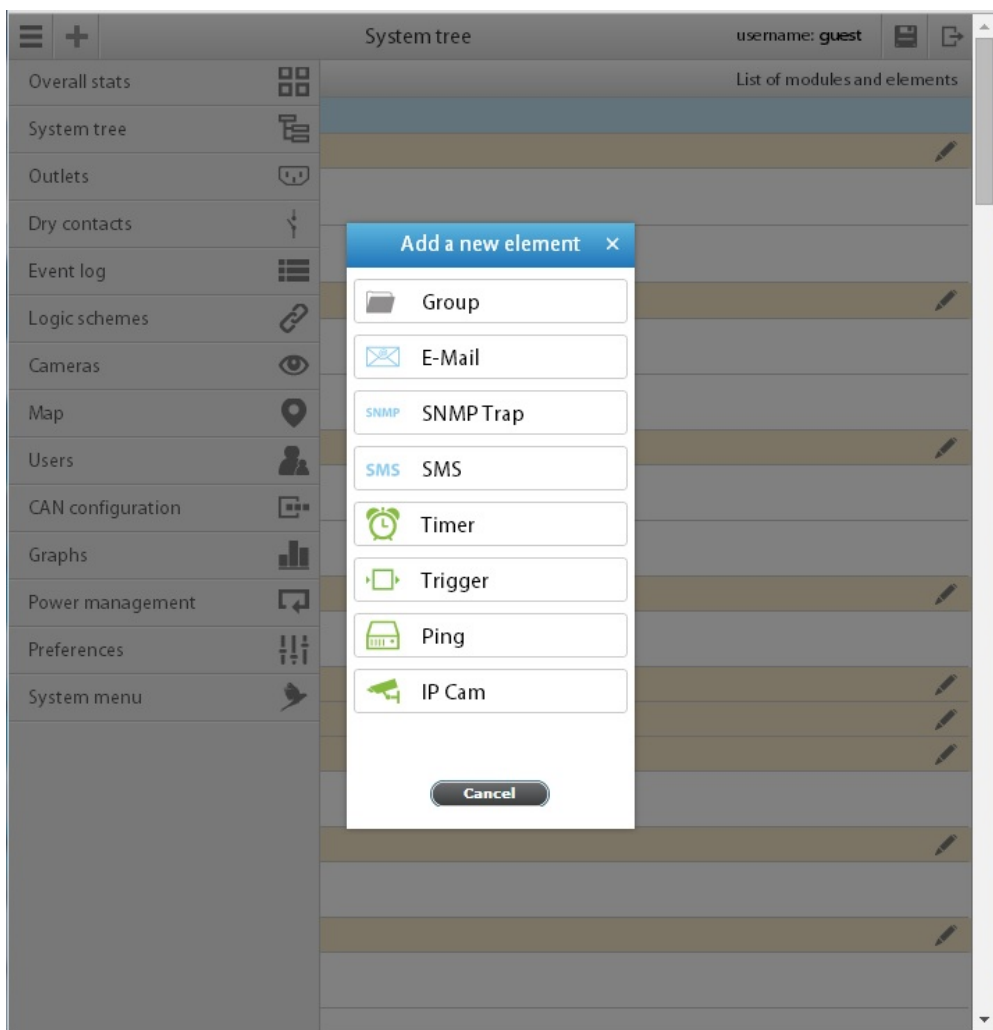 System tree
username: guest
Overall stats
List of modules and elements
System tree
Outlets
Dry contacts
Event log
Logic schemes
Cameras
Map
Users
CAN configuration
Graphs
Power management
Preferences
System menu
Add a new element ×
Group
E-Mail
SNMP SNMP Trap
SMS SMS
Timer
Trigger
Ping
IP Cam
Cancel